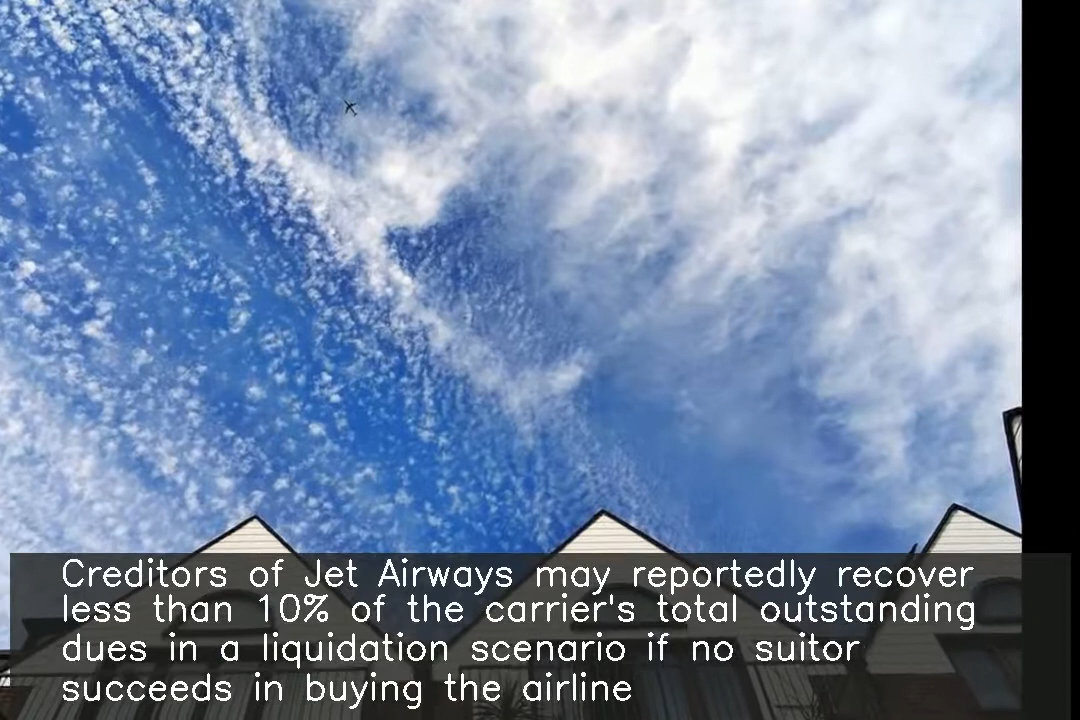 Creditors of Jet Airways may reportedly recover
less than 10% of the carrier's total outstanding
dues in a liquidation scenario if no suitor
succeeds in buying the airline